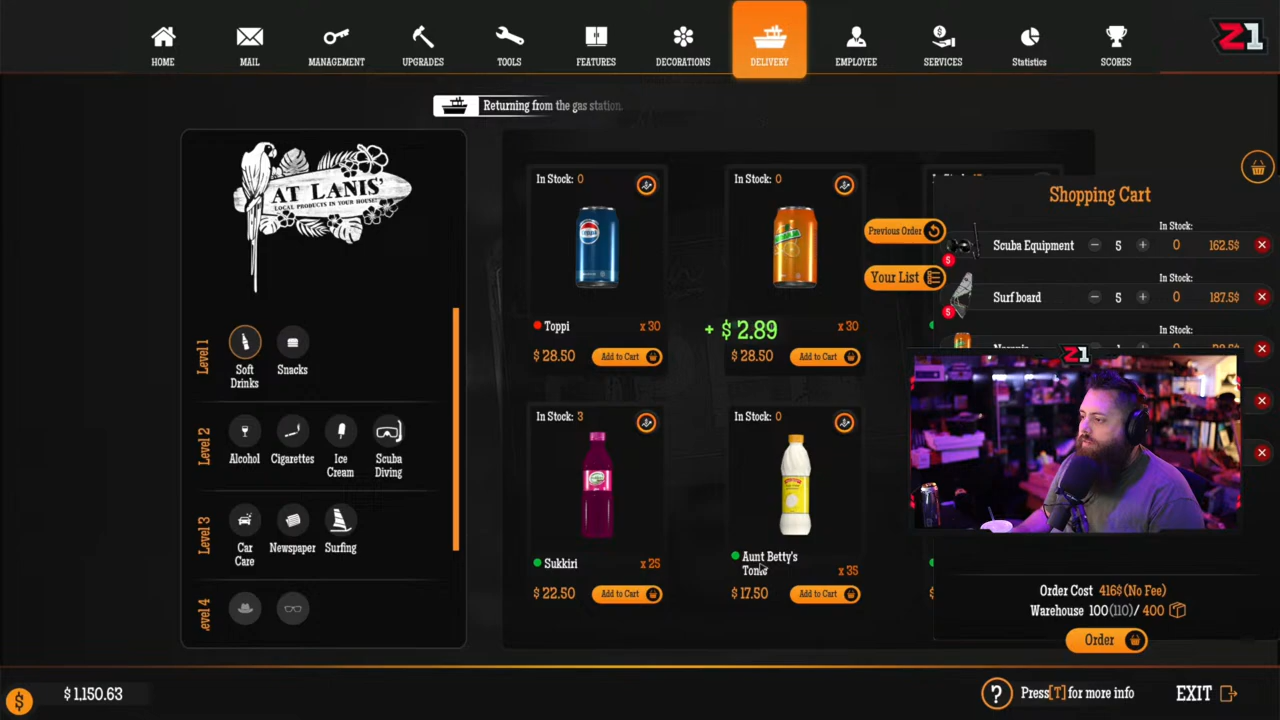 HOME
MAIL
MANAGEMENT
UPGRADES
TOOLS
FEATURES
DECORATIONS
DELIVERY
EMPLOYEE
SERVICES
Statistics
SCORES
Z1
Returning from the gas station.
AT LANIS'
LOCAL PRODUCTS IN YOUR HOUSE!
Level 1
Soft Drinks
Snacks
Level 2
Alcohol
Cigarettes
Ice Cream
Scuba Diving
Level 3
Car Care
Newspaper
Surfing
Level 4
In Stock: 0
Toppi
x 30
$ 28.50
Add to Cart
In Stock: 0
+ $ 2.89
x 30
$ 28.50
Add to Cart
In Stock: 3
Sukkiri
x 25
$ 22.50
Add to Cart
In Stock: 0
Aunt Betty's
Tonic
x 35
$ 17.50
Add to Cart
Previous Order
Your List
Shopping Cart
In Stock:
Scuba Equipment
5
0
162.5$
In Stock:
Surf board
5
0
187.5$
In Stock:
Z1
Order Cost 416$ (No Fee)
Warehouse 100(110)/ 400
Order
$ 1,150.63
Press[T] for more info
EXIT